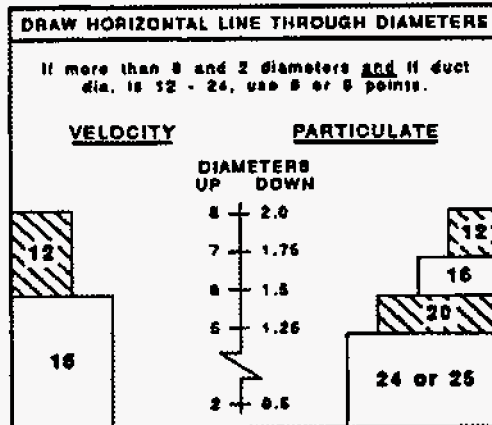 DRAW HORIZONTAL LINE THROUGH DIAMETERS
If more than 8 and 2 diameters and if duct
dia. is 12 - 24, use 8 or 9 points.
VELOCITY PARTICULATE
DIAMETERS
UP DOWN
8 2.0
12
12
7 1.75
16
6 1.5
20
5 1.25
16
24 or 25
2 0.5